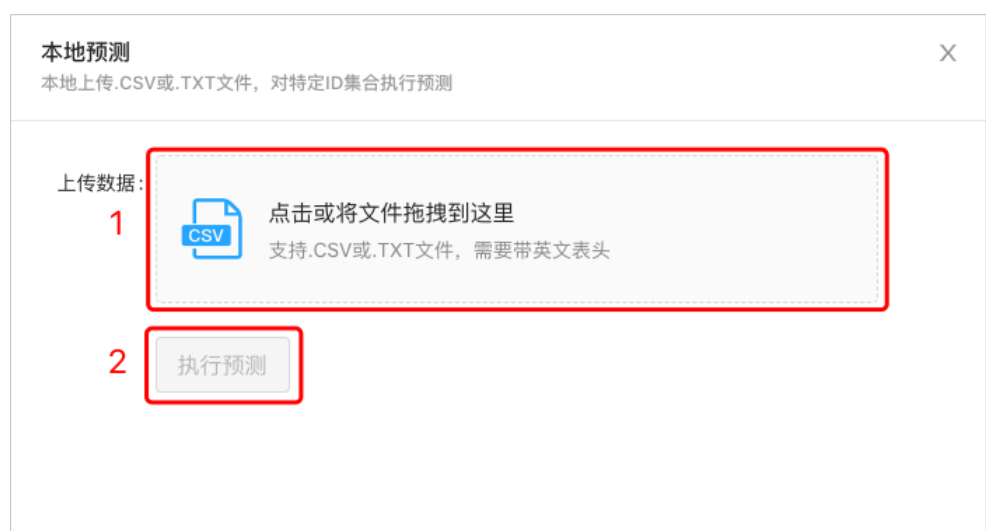 本地预测
X
本地上传.CSV或.TXT文件，对特定ID集合执行预测
上传数据:
1
CSV
点击或将文件拖拽到这里
支持.CSV或.TXT文件，需要带英文表头
2
执行预测